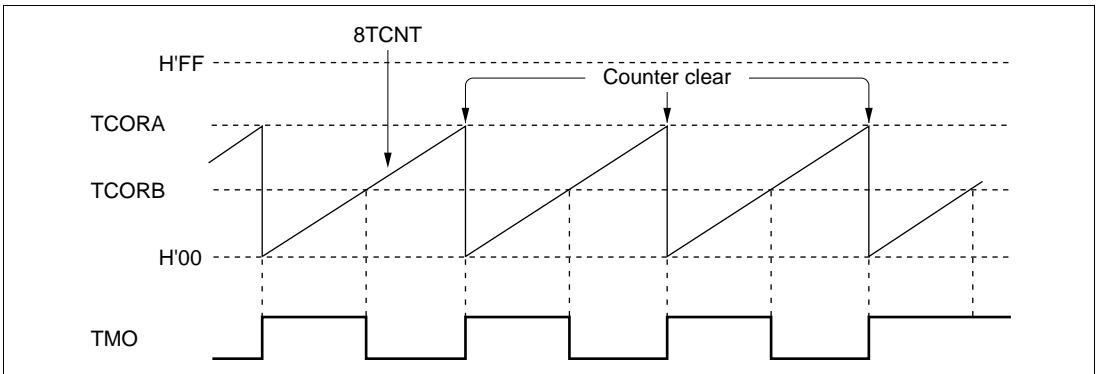 8TCNT
H'FF
Counter clear
TCORA
TCORB
H'00
TMO